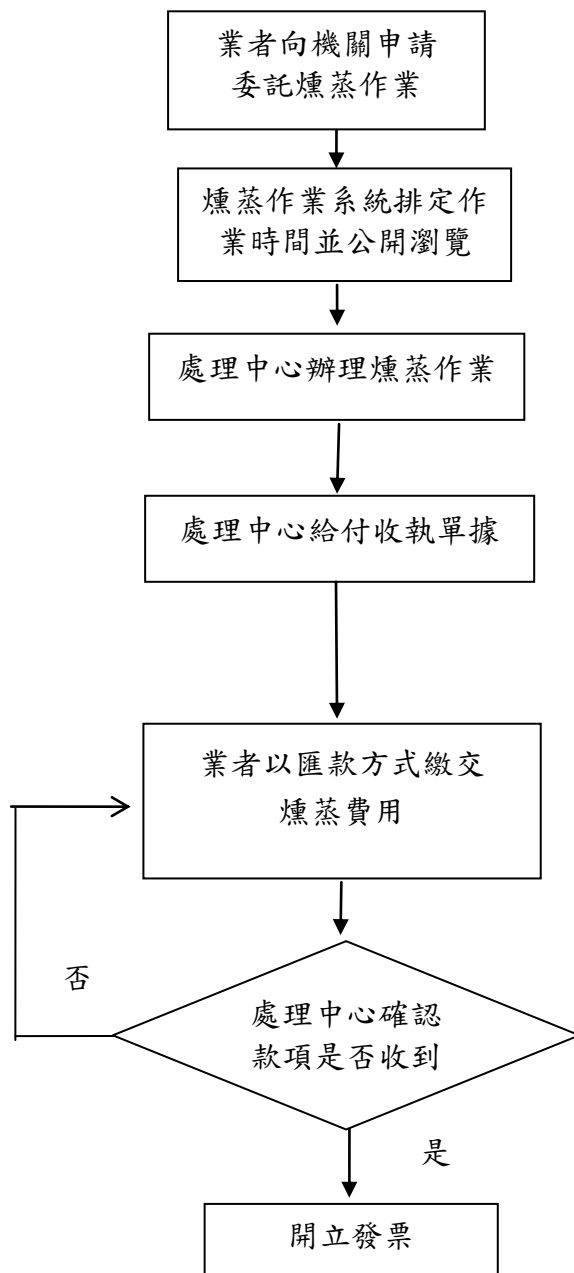 業者向機關申請
委託燻蒸作業
燻蒸作業系統排定作
業時間並公開瀏覽
處理中心辦理燻蒸作業
處理中心給付收執單據
業者以匯款方式繳交
燻蒸費用
否
處理中心確認
款項是否收到
是
開立發票